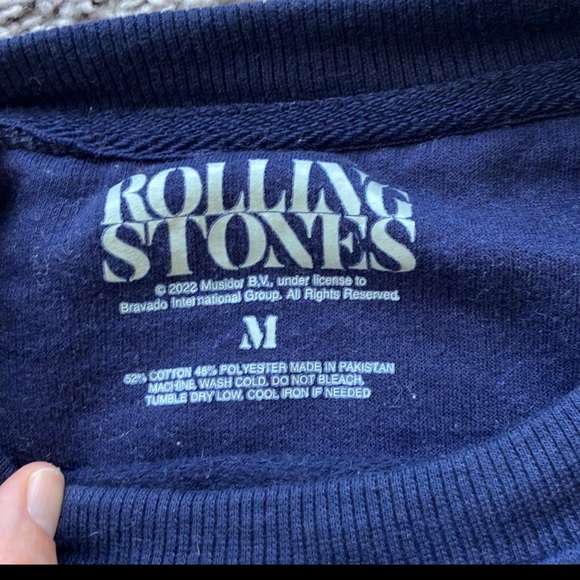 ROLLING
STONES
© 2022 Musidor B.V., under license to
Bravado International Group. All Rights Reserved.
M
52% COTTON 48% POLYESTER MADE IN PAKISTAN
MACHINE WASH COLD. DO NOT BLEACH.
TUMBLE DRY LOW. COOL IRON IF NEEDED